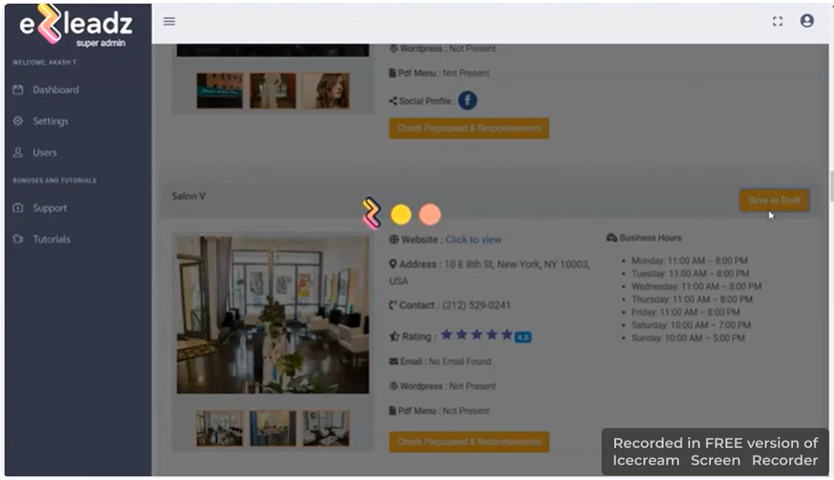 ezleadz
super admin
WELCOME, AKASH T
Dashboard
Settings
Users
BONUSES AND TUTORIALS
Support
Tutorials
Wordpress : Not Present
Pdf Menu : Not Present
Social Profile :
Check Pagespeed & Responsiveness
Salon V
Save as Draft
Website : Click to view
Address : 10 E 8th St, New York, NY 10003,
USA
Contact : (212) 529-0241
Rating : 4.8
Email : No Email Found
Wordpress : Not Present
Pdf Menu : Not Present
Check Pagespeed & Responsiveness
Business Hours
Monday: 11:00 AM – 8:00 PM
Tuesday: 11:00 AM – 8:00 PM
Wednesday: 11:00 AM – 8:00 PM
Thursday: 11:00 AM – 8:00 PM
Friday: 11:00 AM – 8:00 PM
Saturday: 10:00 AM – 7:00 PM
Sunday: 10:00 AM – 5:00 PM
Recorded in FREE version of
Icecream Screen Recorder